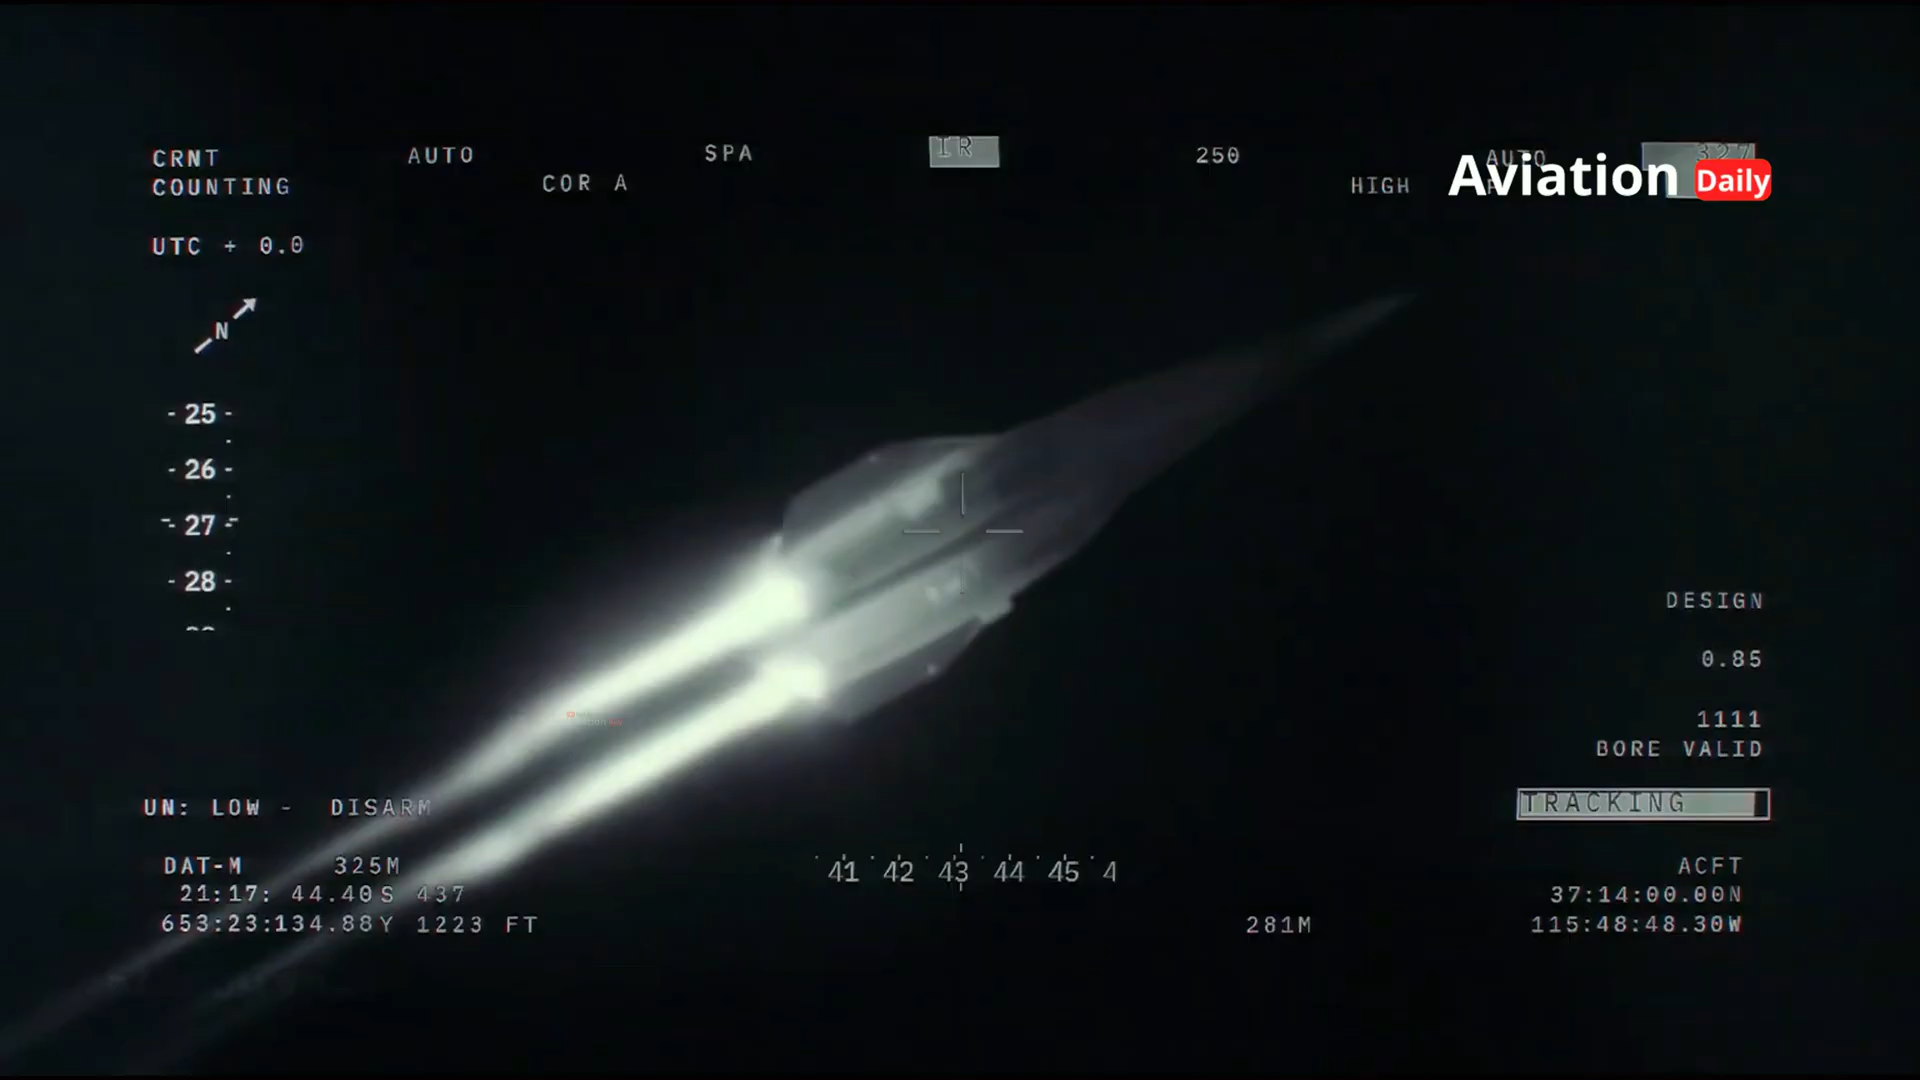 CRNT
COUNTING
AUTO
COR A
SPA
IR
250
HIGH
AUTO
327
Aviation Daily
UTC + 0.0
N
- 25 -
- 26 -
- 27 -
- 28 -
DESIGN
0.85
1111
BORE VALID
TRACKING
UN: LOW - DISARM
DAT-M 325M
21:17: 44.40S 437
653:23:134.88Y 1223 FT
41 42 43 44 45 4
281M
ACFT
37:14:00.00N
115:48:48.30W